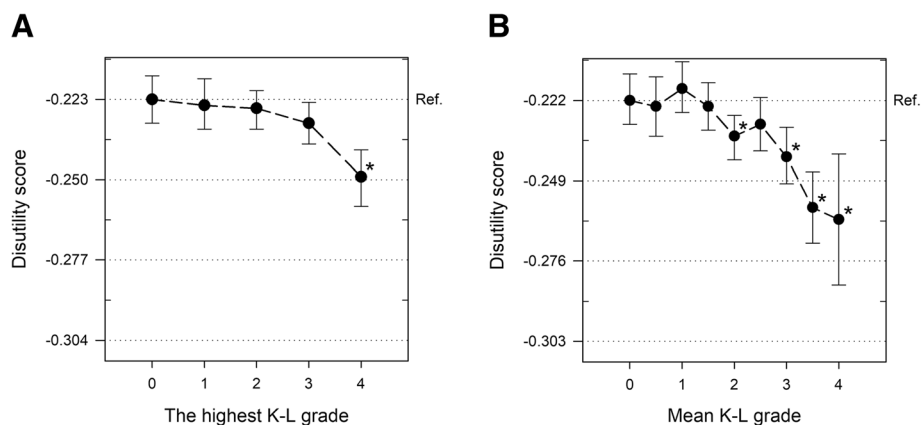 A
-0.223
-0.250
-0.277
-0.304
Disutility score
Ref.
*
0 1 2 3 4
The highest K-L grade
B
-0.222
-0.249
-0.276
-0.303
Disutility score
Ref.
*
*
*
*
0 1 2 3 4
Mean K-L grade